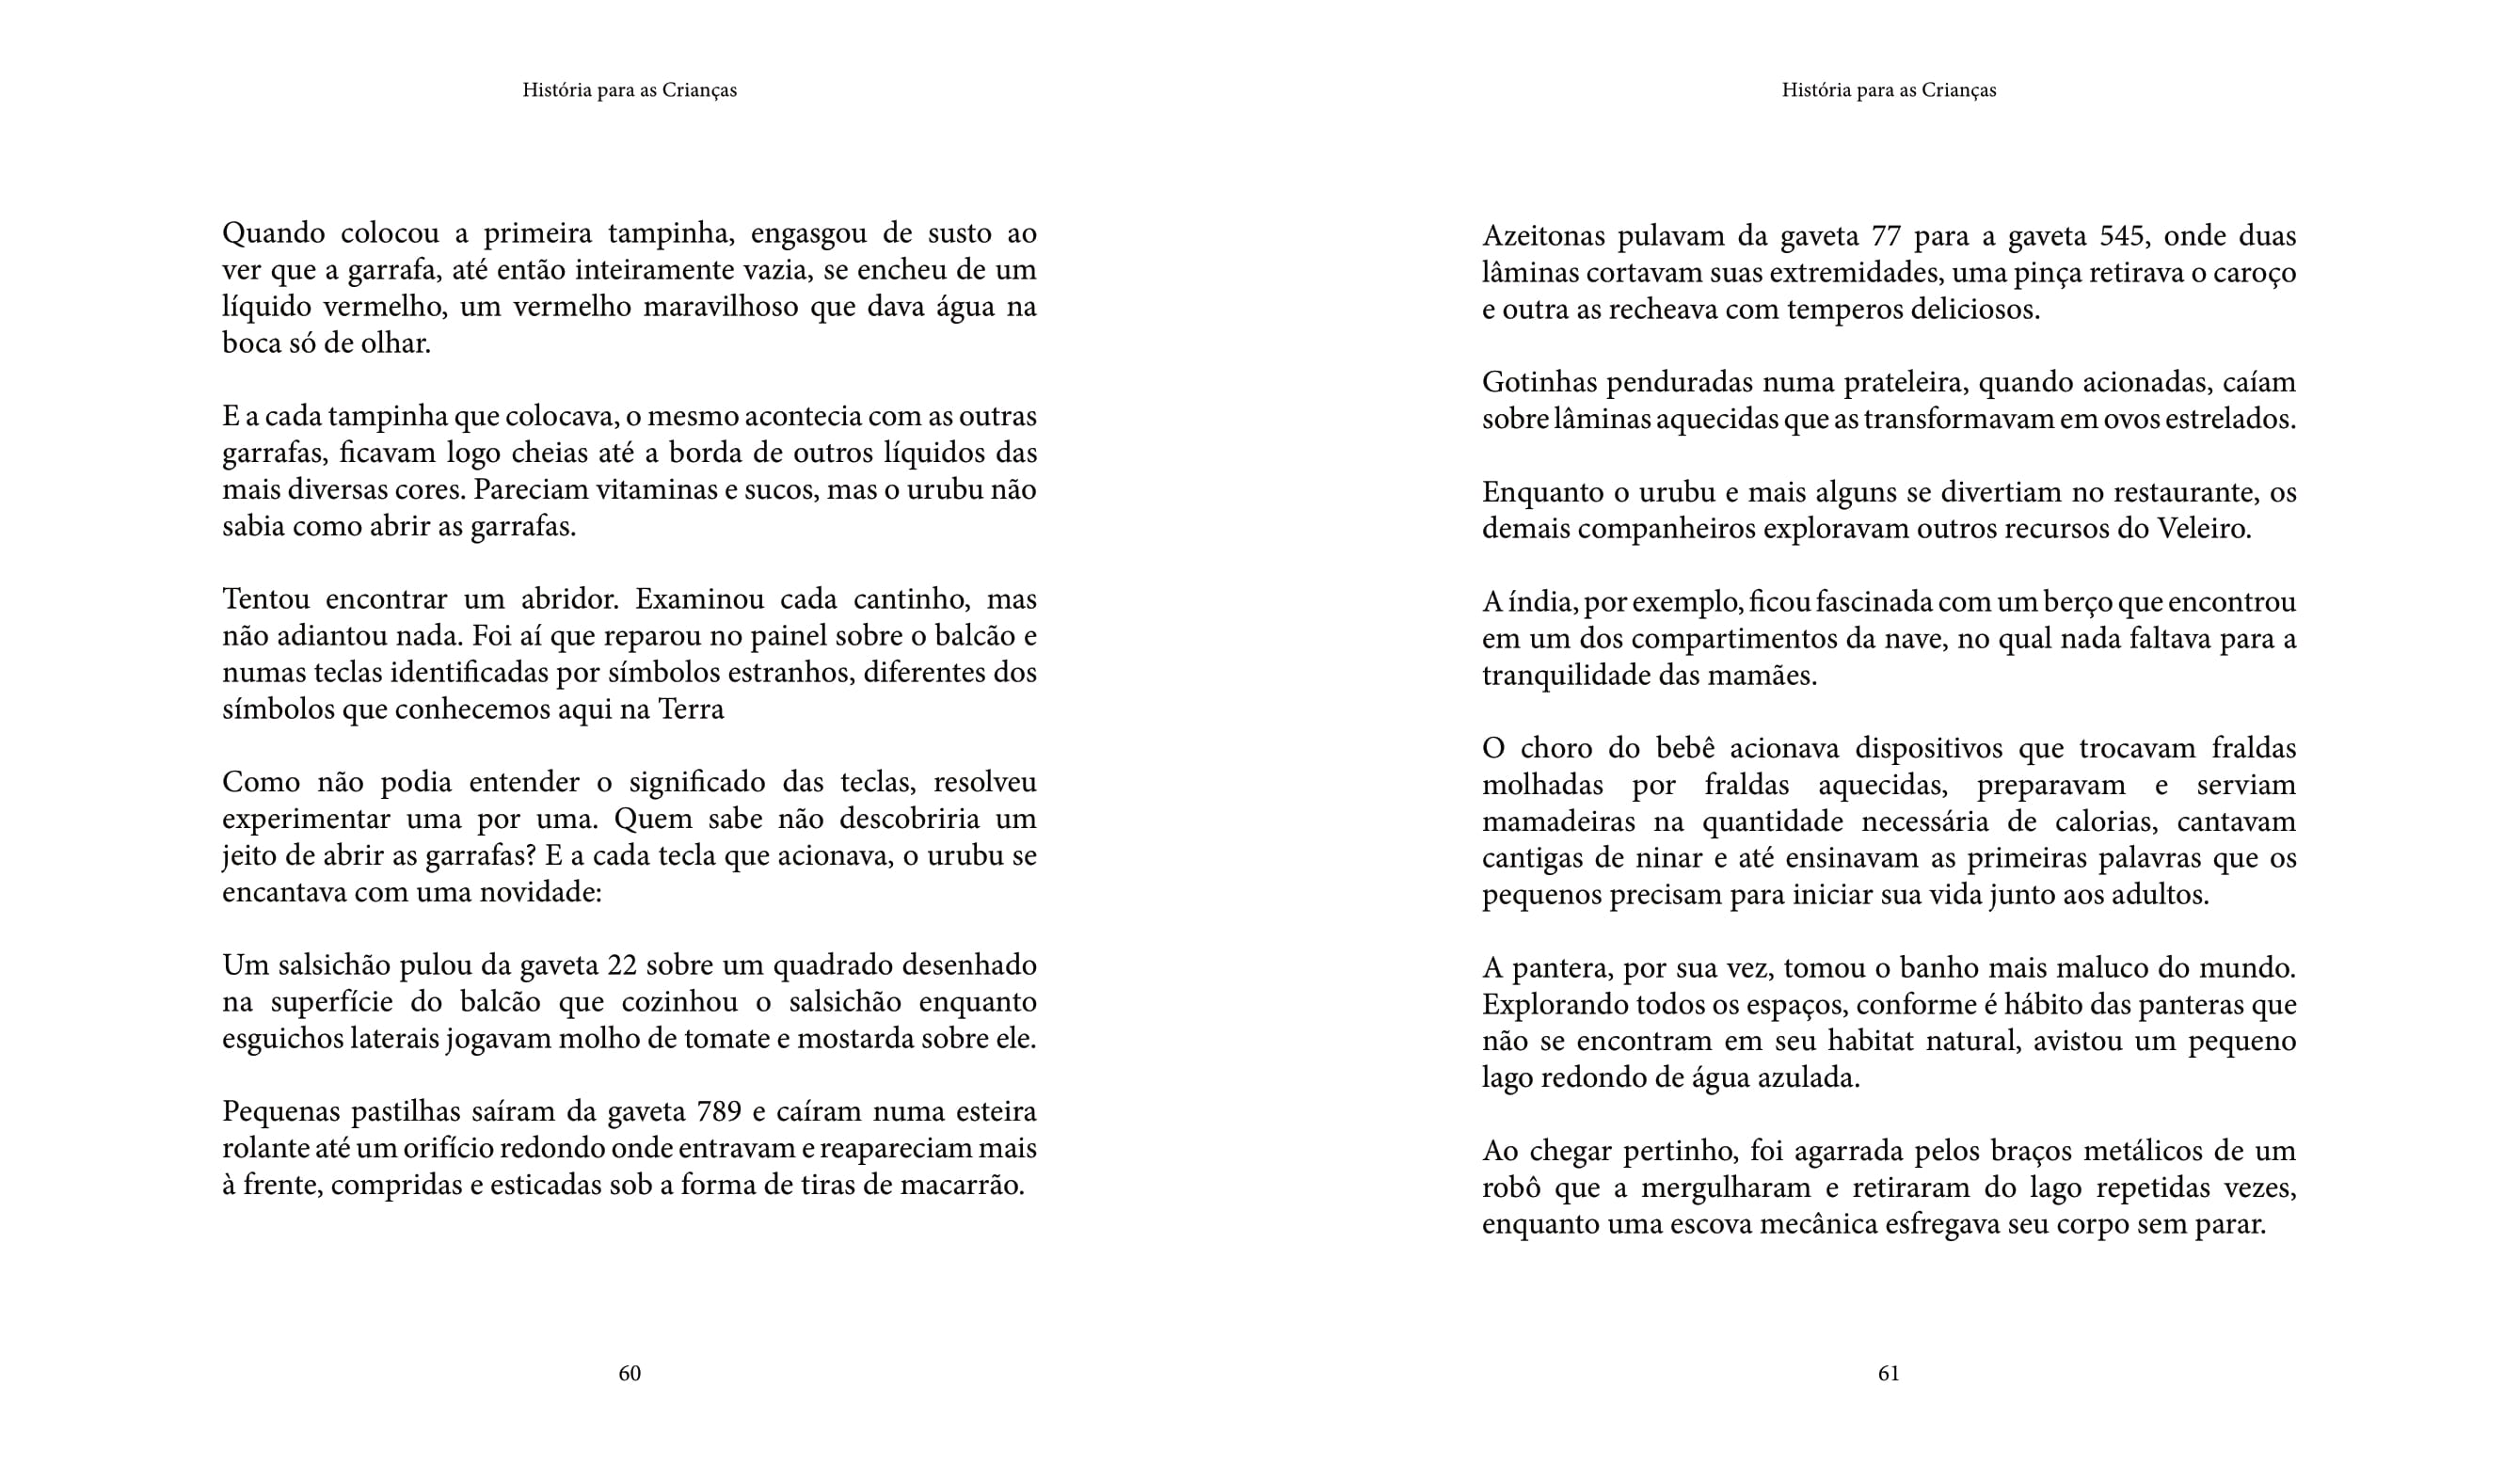 História para as Crianças
Quando colocou a primeira tampinha, engasgou de susto ao
ver que a garrafa, até então inteiramente vazia, se encheu de um
líquido vermelho, um vermelho maravilhoso que dava água na
boca só de olhar.
E a cada tampinha que colocava, o mesmo acontecia com as outras
garrafas, ficavam logo cheias até a borda de outros líquidos das
mais diversas cores. Pareciam vitaminas e sucos, mas o urubu não
sabia como abrir as garrafas.
Tentou encontrar um abridor. Examinou cada cantinho, mas
não adiantou nada. Foi aí que reparou no painel sobre o balcão e
numas teclas identificadas por símbolos estranhos, diferentes dos
símbolos que conhecemos aqui na Terra
Como não podia entender o significado das teclas, resolveu
experimentar uma por uma. Quem sabe não descobriria um
jeito de abrir as garrafas? E a cada tecla que acionava, o urubu se
encantava com uma novidade:
Um salsichão pulou da gaveta 22 sobre um quadrado desenhado
na superfície do balcão que cozinhou o salsichão enquanto
esguichos laterais jogavam molho de tomate e mostarda sobre ele.
Pequenas pastilhas saíram da gaveta 789 e caíram numa esteira
rolante até um orifício redondo onde entravam e reapareciam mais
à frente, compridas e esticadas sob a forma de tiras de macarrão.
60
História para as Crianças
Azeitonas pulavam da gaveta 77 para a gaveta 545, onde duas
lâminas cortavam suas extremidades, uma pinça retirava o caroço
e outra as recheava com temperos deliciosos.
Gotinhas penduradas numa prateleira, quando acionadas, caíam
sobre lâminas aquecidas que as transformavam em ovos estrelados.
Enquanto o urubu e mais alguns se divertiam no restaurante, os
demais companheiros exploravam outros recursos do Veleiro.
A índia, por exemplo, ficou fascinada com um berço que encontrou
em um dos compartimentos da nave, no qual nada faltava para a
tranquilidade das mamães.
O choro do bebê acionava dispositivos que trocavam fraldas
molhadas por fraldas aquecidas, preparavam e serviam
mamadeiras na quantidade necessária de calorias, cantavam
cantigas de ninar e até ensinavam as primeiras palavras que os
pequenos precisam para iniciar sua vida junto aos adultos.
A pantera, por sua vez, tomou o banho mais maluco do mundo.
Explorando todos os espaços, conforme é hábito das panteras que
não se encontram em seu habitat natural, avistou um pequeno
lago redondo de água azulada.
Ao chegar pertinho, foi agarrada pelos braços metálicos de um
robô que a mergulharam e retiraram do lago repetidas vezes,
enquanto uma escova mecânica esfregava seu corpo sem parar.
61